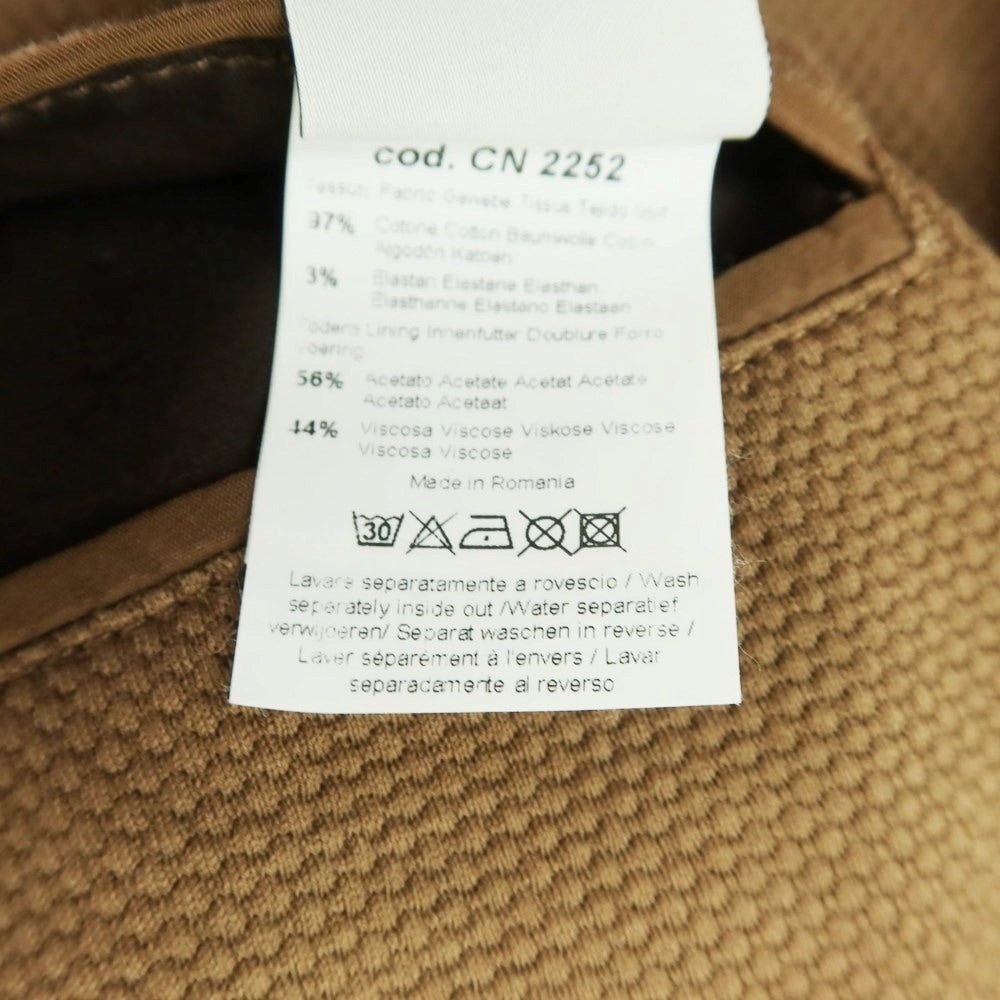 cod. CN 2252
Tessuto Fabric Gewebe Tissus Tejido Stof
97% Cotone Cotton Baumwolle Coton
Algodón Katoen
3% Elastan Elastane Elasthan
Elasthanne Elastano Elastaan
Fodera Lining Innenfutter Doublure Forro
Voering
56% Acetato Acetate Acetat Acétate
Acetato Acetaat
44% Viscosa Viscose Viskose Viscose
Viscosa Viscose
Made in Romania
30
Lavare separatamente a rovescio / Wash
seperately inside out /Water separatief
verwijderen/ Separat waschen in reverse /
Laver séparément à l'envers / Lavar
separadamente al reverso